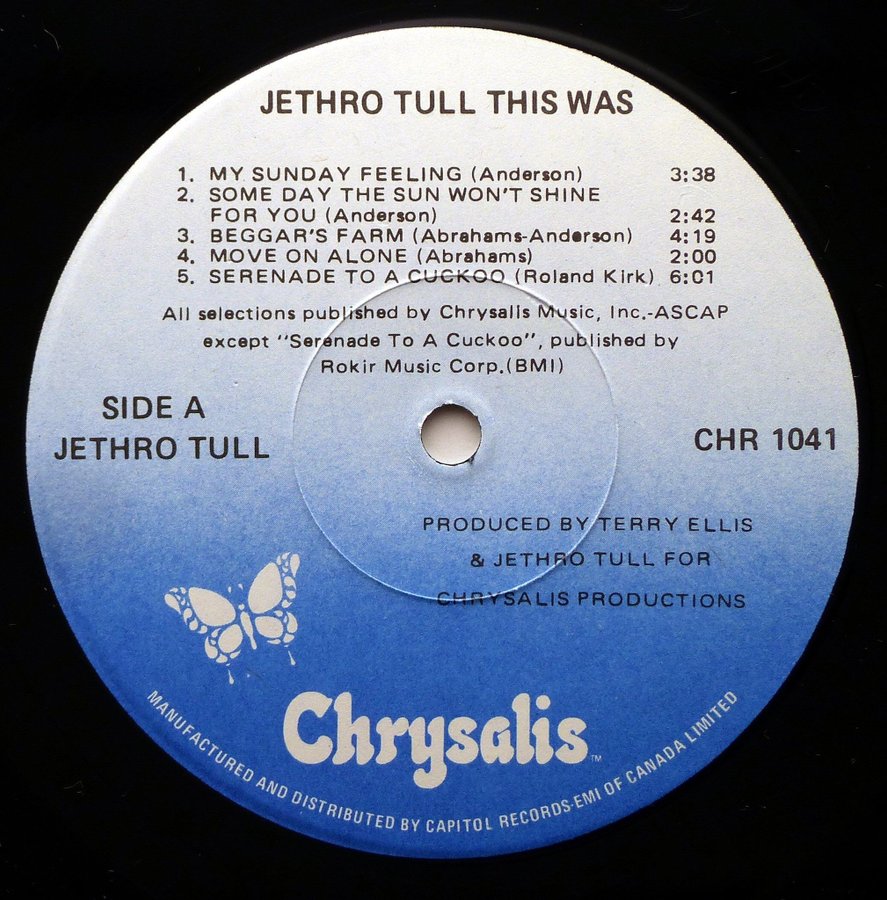 JETHRO TULL THIS WAS
1. MY SUNDAY FEELING (Anderson) 3:38
2. SOME DAY THE SUN WON'T SHINE
FOR YOU (Anderson) 2:42
3. BEGGAR'S FARM (Abrahams-Anderson) 4:19
4. MOVE ON ALONE (Abrahams) 2:00
5. SERENADE TO A CUCKOO (Roland Kirk) 6:01
All selections published by Chrysalis Music, Inc.-ASCAP
except "Serenade To A Cuckoo", published by
Rokir Music Corp.(BMI)
SIDE A
JETHRO TULL
CHR 1041
PRODUCED BY TERRY ELLIS
& JETHRO TULL FOR
CHRYSALIS PRODUCTIONS
Chrysalis™
MANUFACTURED AND DISTRIBUTED BY CAPITOL RECORDS-EMI OF CANADA LIMITED